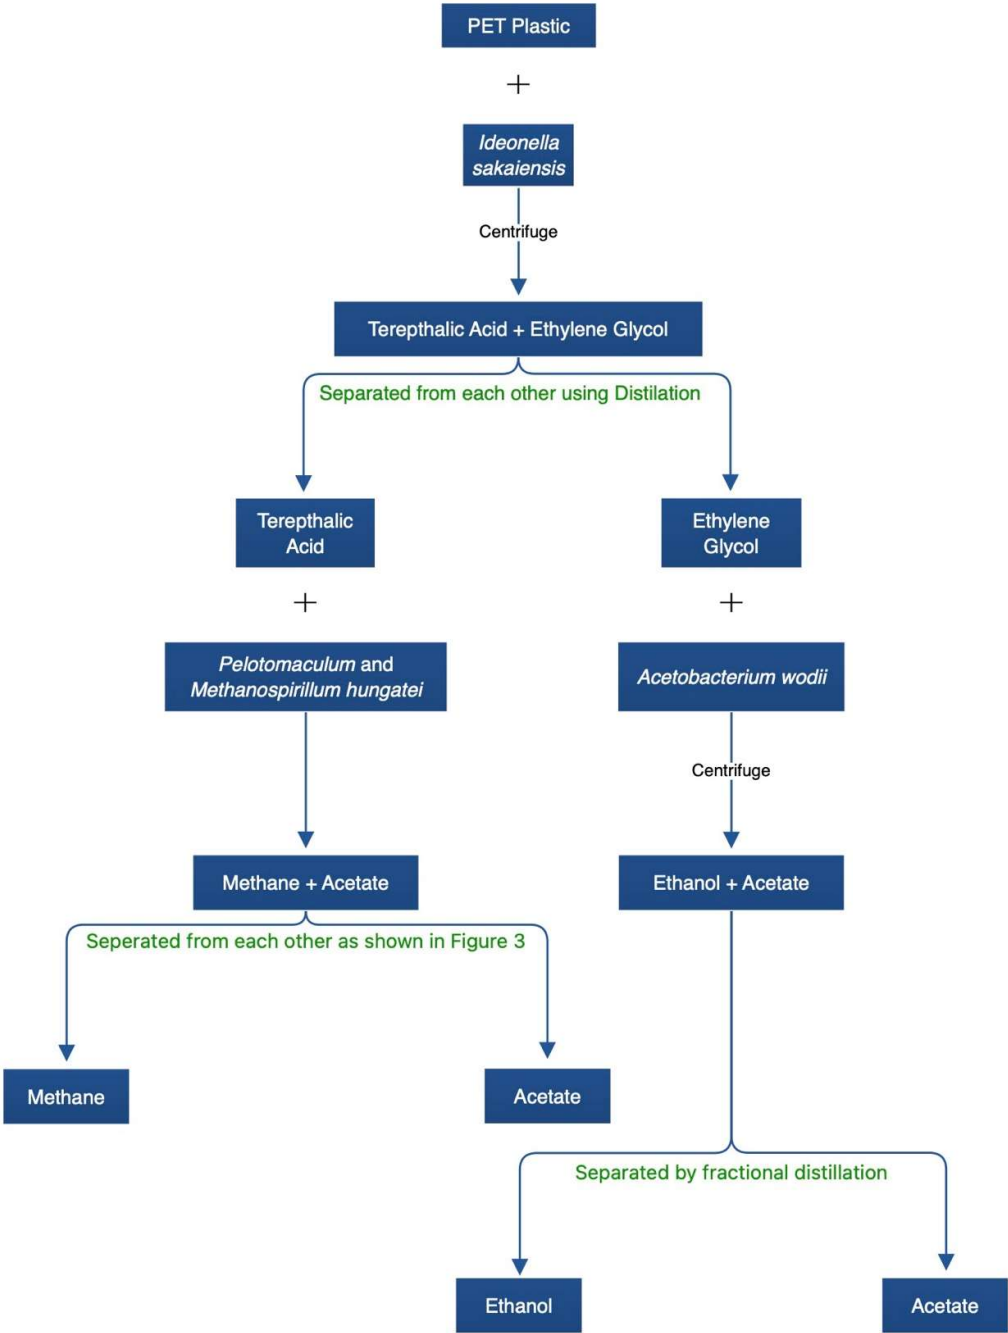 PET Plastic
+
Ideonella
sakaiensis
Centrifuge
Terepthalic Acid + Ethylene Glycol
Separated from each other using Distilation
Terepthalic
Acid
Ethylene
Glycol
+
+
Pelotomaculum and
Methanospirillum hungatei
Acetobacterium wodii
Centrifuge
Methane + Acetate
Ethanol + Acetate
Seperated from each other as shown in Figure 3
Methane
Acetate
Separated by fractional distillation
Ethanol
Acetate